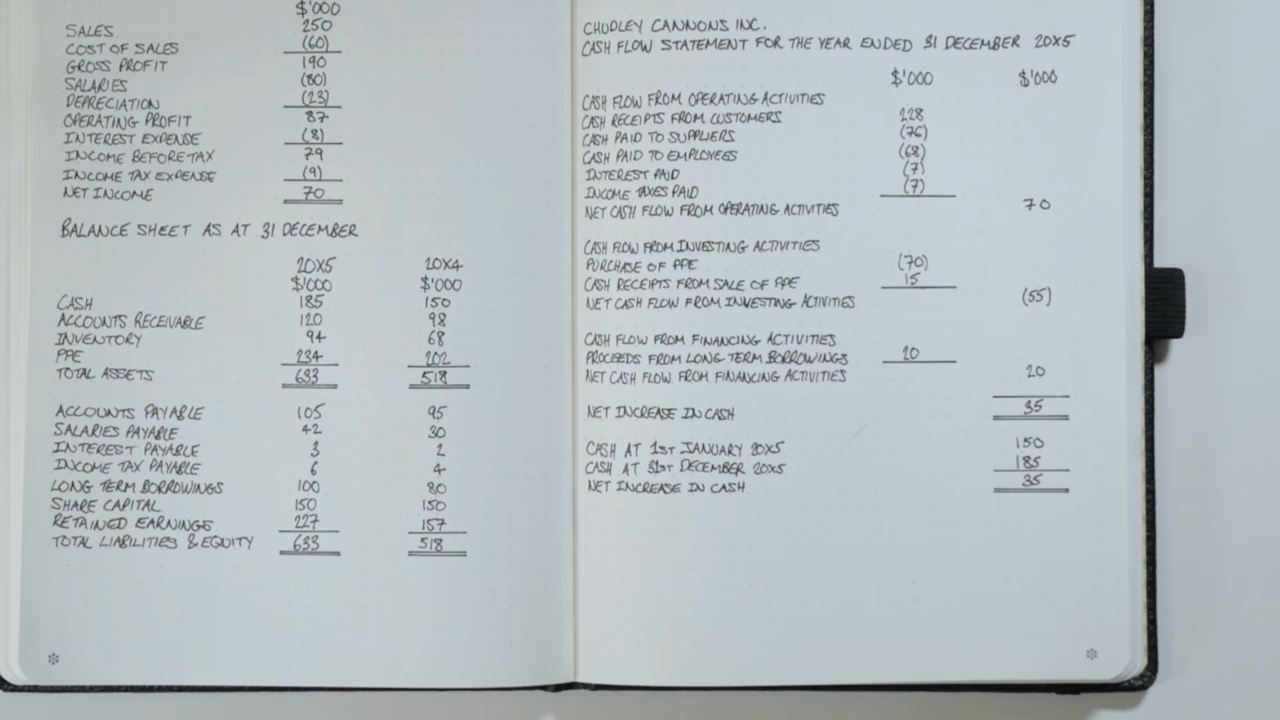 $'000
SALES 250
COST OF SALES (60)
GROSS PROFIT 190
SALARIES (80)
DEPRECIATION (23)
OPERATING PROFIT 87
INTEREST EXPENSE (8)
INCOME BEFORE TAX 79
INCOME TAX EXPENSE (9)
NET INCOME 70
BALANCE SHEET AS AT 31 DECEMBER
20X5 20X4
$'000 $'000
CASH 185 150
ACCOUNTS RECEIVABLE 120 98
INVENTORY 94 68
PPE 234 202
TOTAL ASSETS 633 518
ACCOUNTS PAYABLE 105 95
SALARIES PAYABLE 42 30
INTEREST PAYABLE 3 2
INCOME TAX PAYABLE 6 4
LONG TERM BORROWINGS 100 80
SHARE CAPITAL 150 150
RETAINED EARNINGS 227 157
TOTAL LIABILITIES & EQUITY 633 518
CHUDLEY CANNONS INC.
CASH FLOW STATEMENT FOR THE YEAR ENDED 31 DECEMBER 20X5
$'000 $'000
CASH FLOW FROM OPERATING ACTIVITIES
CASH RECEIPTS FROM CUSTOMERS 228
CASH PAID TO SUPPLIERS (76)
CASH PAID TO EMPLOYEES (68)
INTEREST PAID (7)
INCOME TAXES PAID (7)
NET CASH FLOW FROM OPERATING ACTIVITIES 70
CASH FLOW FROM INVESTING ACTIVITIES
PURCHASE OF PPE (70)
CASH RECEIPTS FROM SALE OF PPE 15
NET CASH FLOW FROM INVESTING ACTIVITIES (55)
CASH FLOW FROM FINANCING ACTIVITIES
PROCEEDS FROM LONG TERM BORROWINGS 20
NET CASH FLOW FROM FINANCING ACTIVITIES 20
NET INCREASE IN CASH 35
CASH AT 1ST JANUARY 20X5 150
CASH AT 31ST DECEMBER 20X5 185
NET INCREASE IN CASH 35